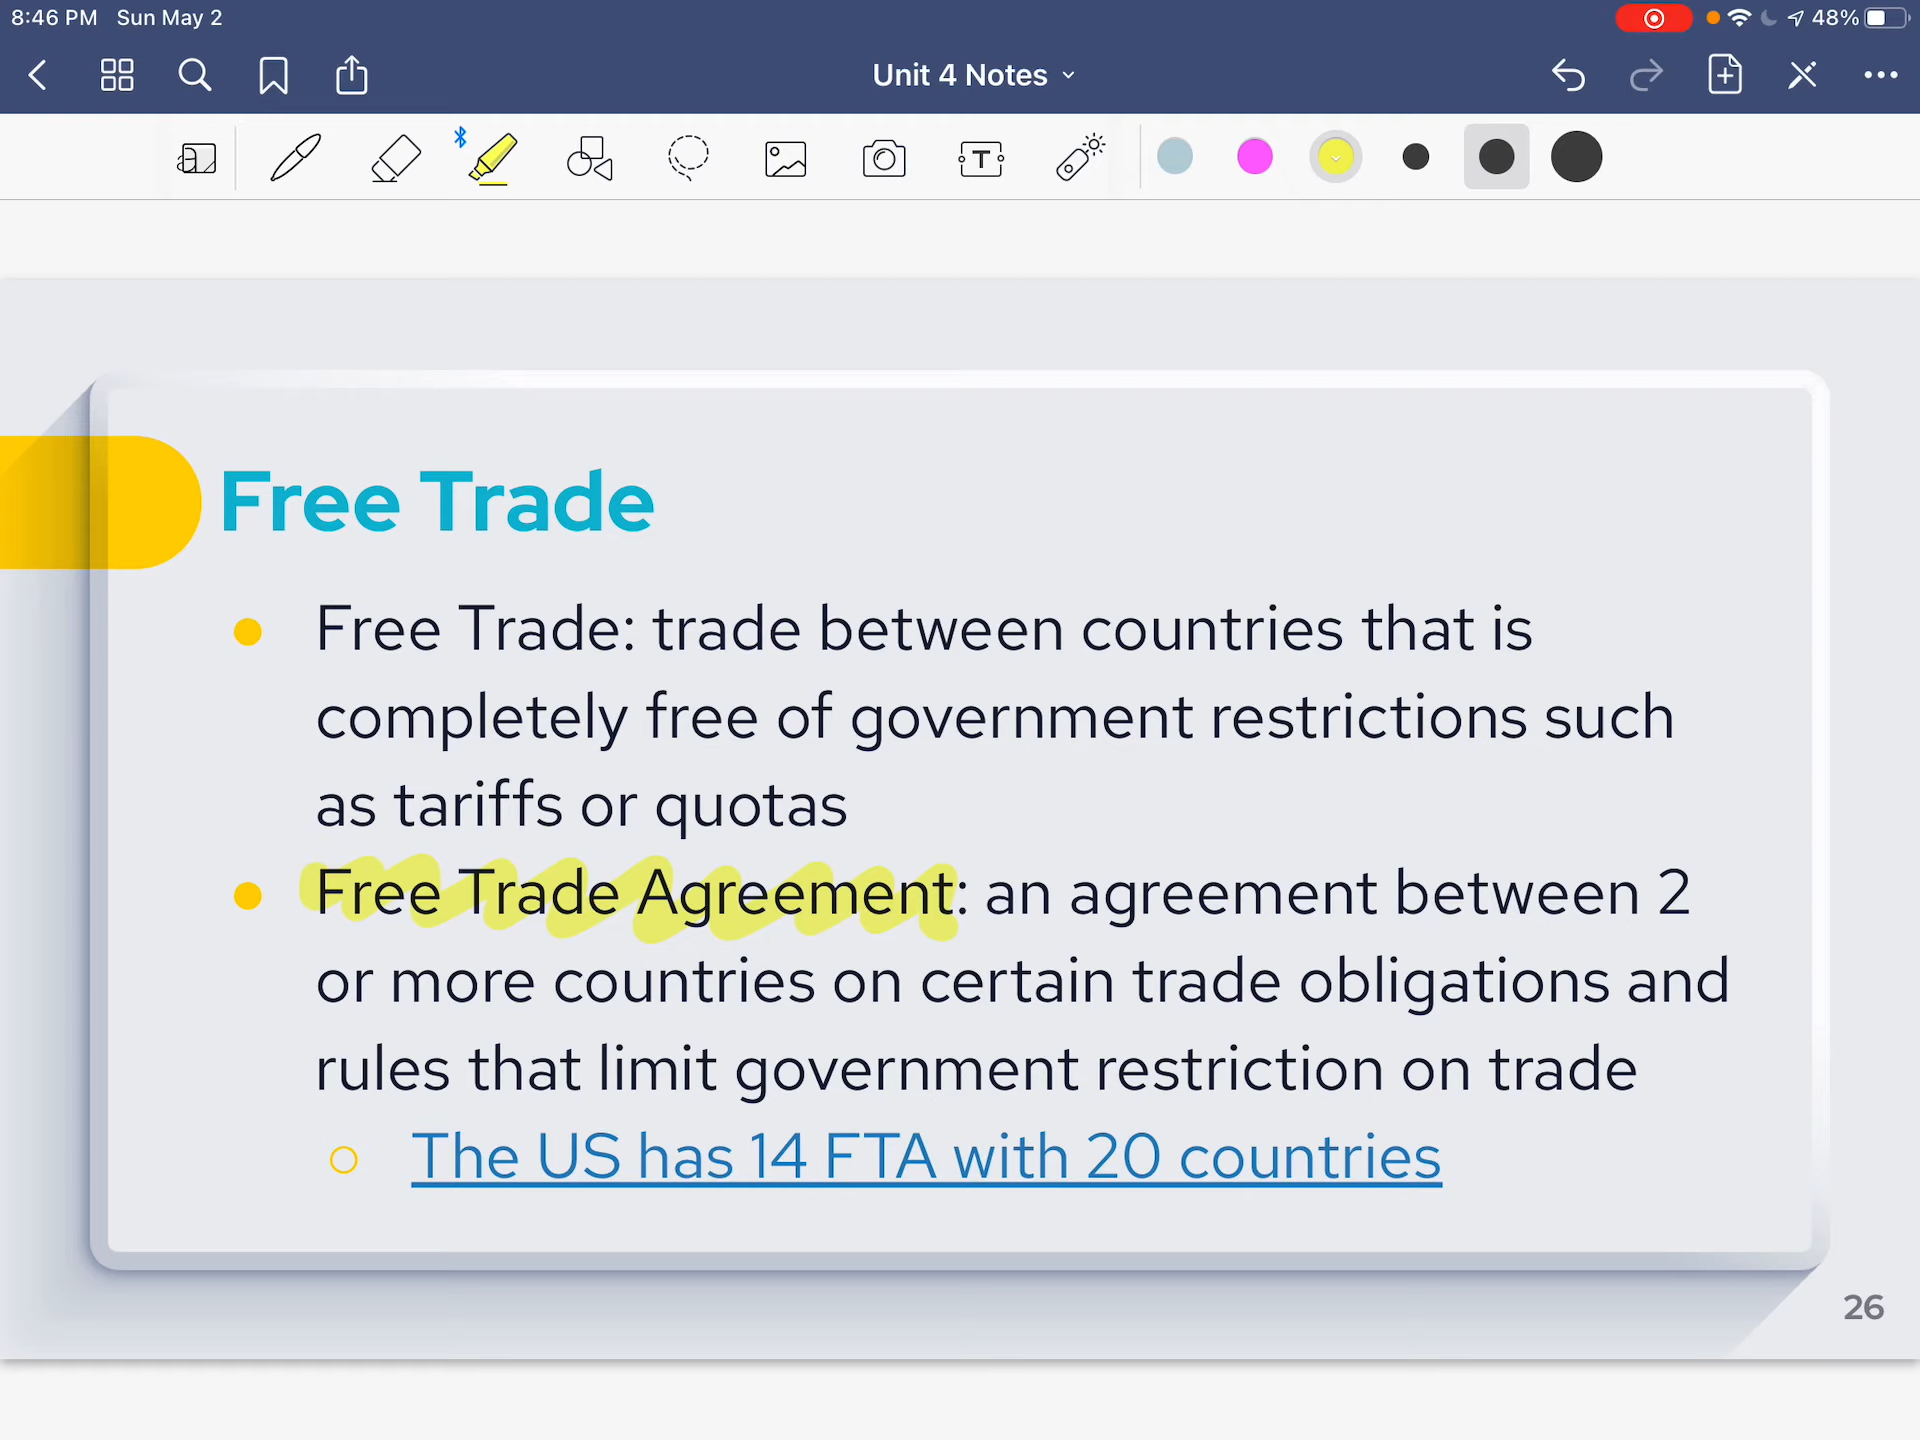 8:46 PM Sun May 2
48%
Unit 4 Notes
Free Trade
Free Trade: trade between countries that is
completely free of government restrictions such
as tariffs or quotas
Free Trade Agreement: an agreement between 2
or more countries on certain trade obligations and
rules that limit government restriction on trade
The US has 14 FTA with 20 countries
26